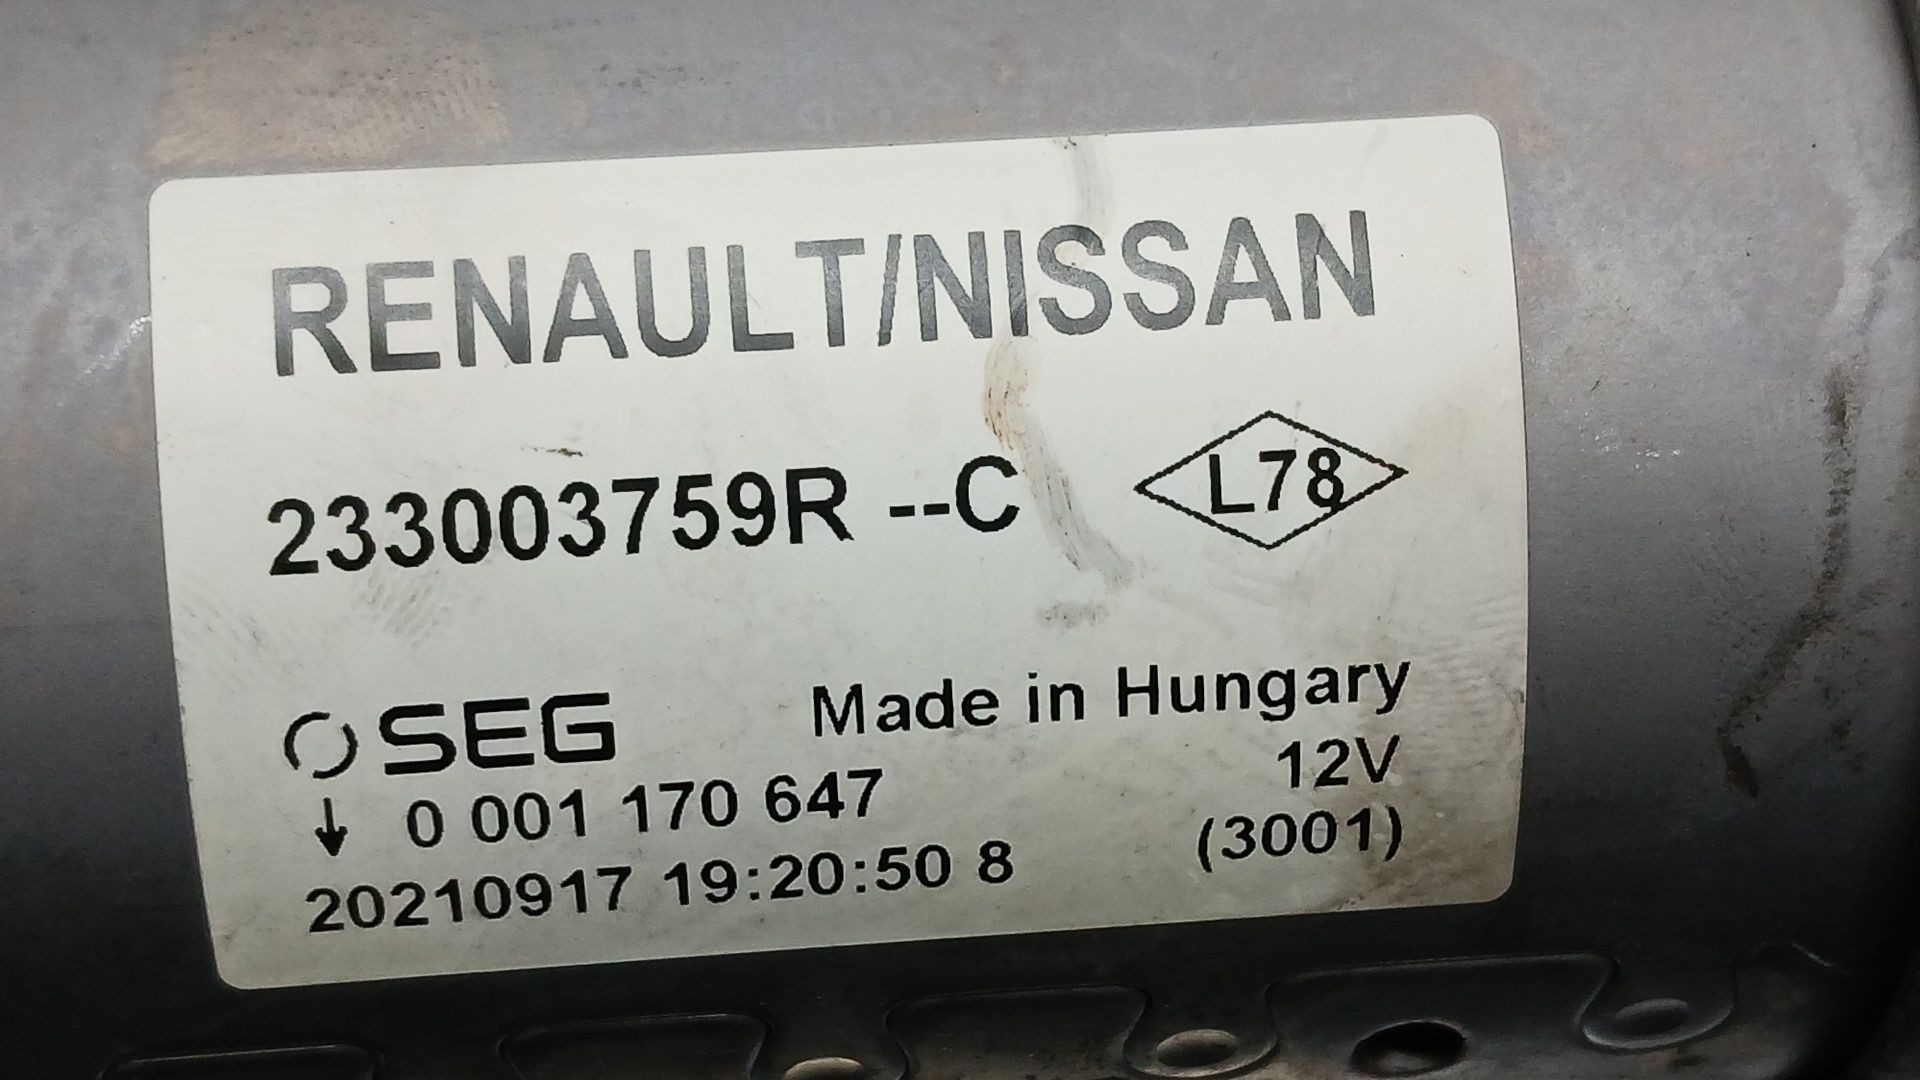 RENAULT/NISSAN
233003759R --C L78
SEG Made in Hungary
↓ 0 001 170 647 12V
20210917 19:20:50 8 (3001)